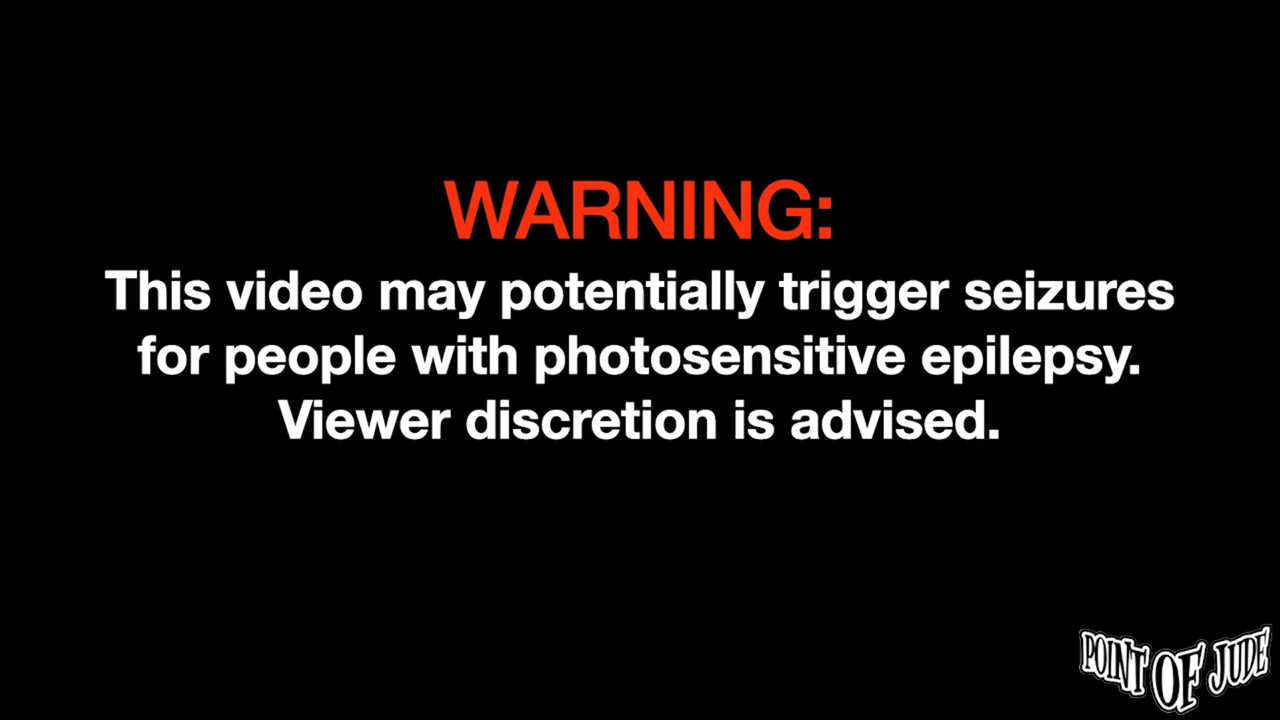 WARNING:
This video may potentially trigger seizures
for people with photosensitive epilepsy.
Viewer discretion is advised.
POINT OF JUDE